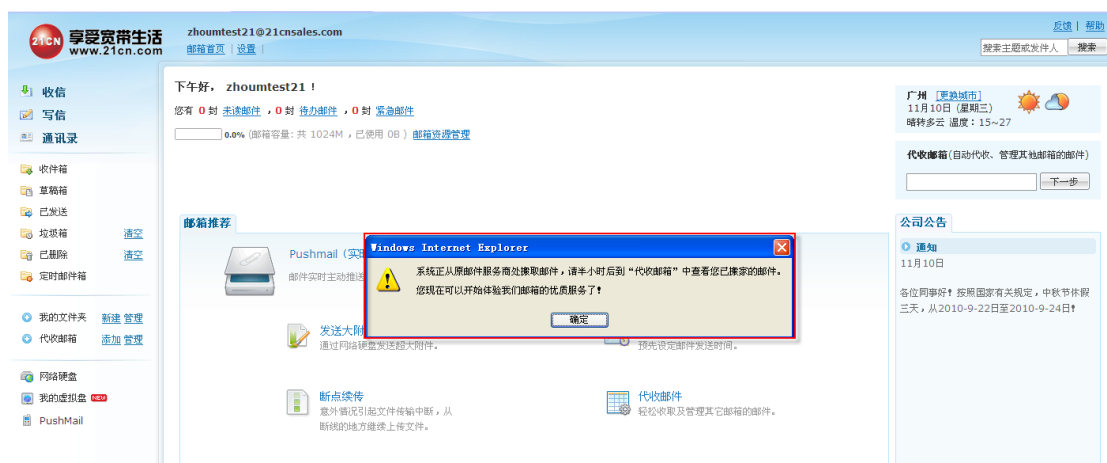 21CN 享受宽带生活
www.21cn.com
zhoumtest21@21cnsales.com
邮箱首页 | 设置 |
反馈 | 帮助
搜索主题或发件人 搜索
收信
写信
通讯录
收件箱
草稿箱
已发送
垃圾箱 清空
已删除 清空
定时邮件箱
我的文件夹 新建 管理
代收邮箱 添加 管理
网络硬盘
我的虚拟盘 NEW
PushMail
下午好， zhoumtest21！
您有 0 封 未读邮件 ，0 封 待办邮件 ，0 封 紧急邮件
0.0% (邮箱容量: 共 1024M ，已使用 0B ) 邮箱资源管理
邮箱推荐
Pushmail（实
邮件实时主动推送
Windows Internet Explorer
系统正从原邮件服务商处搬取邮件，请半小时后到“代收邮箱”中查看您已搬家的邮件。
您现在可以开始体验我们邮箱的优质服务了！
确定
发送大附
通过网络硬盘发送超大附件。
预先设定邮件发送时间。
断点续传
意外情况引起文件传输中断，从
断线的地方继续上传文件。
代收邮件
轻松收取及管理其它邮箱的邮件。
广州 [更换城市]
11月10日 (星期三)
晴转多云 温度：15~27
代收邮箱(自动代收、管理其他邮箱的邮件)
下一步
公司公告
通知
11月10日
各位同事好！按照国家有关规定，中秋节休假
三天，从2010-9-22日至2010-9-24日！